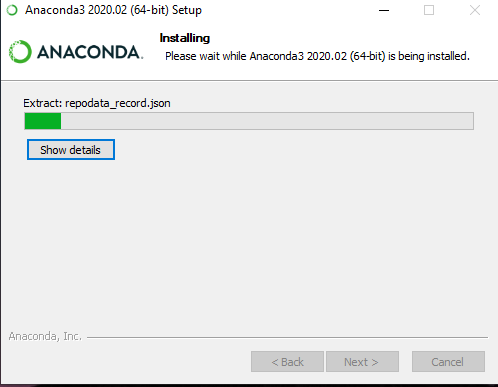 Anaconda3 2020.02 (64-bit) Setup
ANACONDA.
Installing
Please wait while Anaconda3 2020.02 (64-bit) is being installed.
Extract: repodata_record.json
Show details
Anaconda, Inc.
< Back
Next >
Cancel